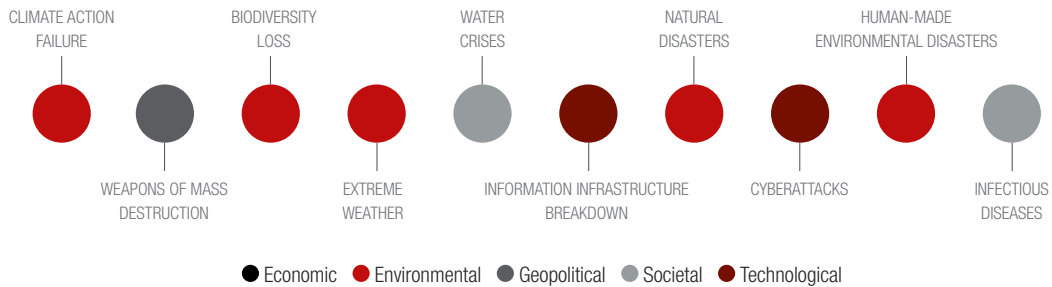 CLIMATE ACTION
FAILURE
BIODIVERSITY
LOSS
WATER
CRISES
NATURAL
DISASTERS
HUMAN-MADE
ENVIRONMENTAL DISASTERS
WEAPONS OF MASS
DESTRUCTION
EXTREME
WEATHER
INFORMATION INFRASTRUCTURE
BREAKDOWN
CYBERATTACKS
INFECTIOUS
DISEASES
Economic Environmental Geopolitical Societal Technological